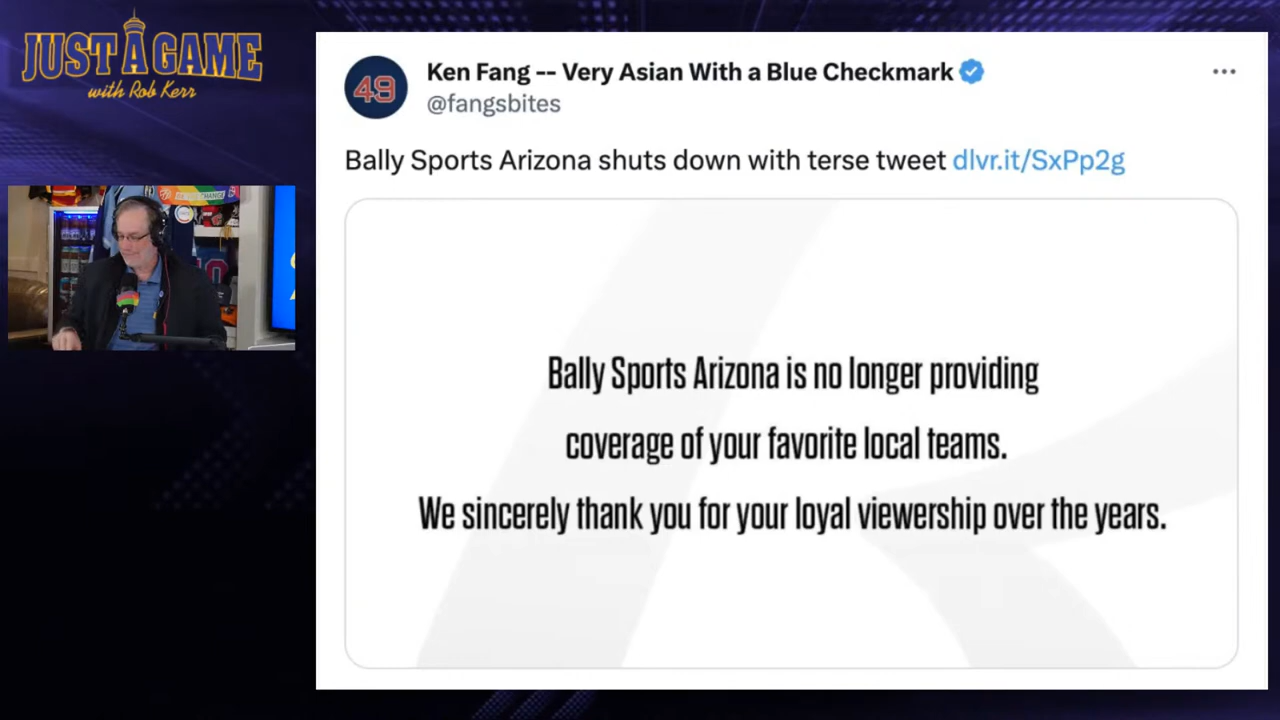 JUST A GAME
with Rob Kerr
Ken Fang -- Very Asian With a Blue Checkmark
@fangsbites
49
Bally Sports Arizona shuts down with terse tweet dlvr.it/SxPp2g
Bally Sports Arizona is no longer providing
coverage of your favorite local teams.
We sincerely thank you for your loyal viewership over the years.